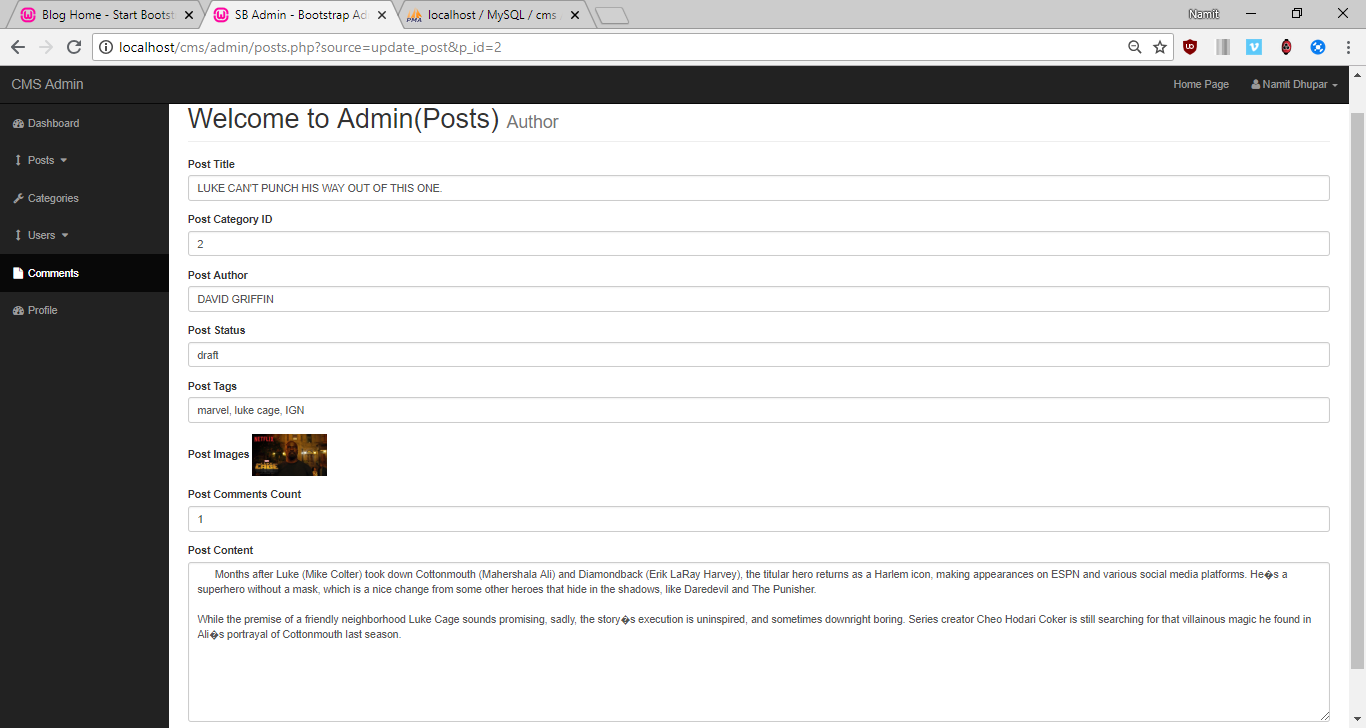 Blog Home - Start Bootst
SB Admin - Bootstrap Ad
localhost / MySQL / cms
Namit
localhost/cms/admin/posts.php?source=update_post&p_id=2
CMS Admin
Home Page
Namit Dhupar
Dashboard
Posts
Categories
Users
Comments
Profile
Welcome to Admin(Posts) Author
Post Title
LUKE CAN'T PUNCH HIS WAY OUT OF THIS ONE.
Post Category ID
2
Post Author
DAVID GRIFFIN
Post Status
draft
Post Tags
marvel, luke cage, IGN
Post Images
NETFLIX
Post Comments Count
1
Post Content
Months after Luke (Mike Colter) took down Cottonmouth (Mahershala Ali) and Diamondback (Erik LaRay Harvey), the titular hero returns as a Harlem icon, making appearances on ESPN and various social media platforms. He�s a
superhero without a mask, which is a nice change from some other heroes that hide in the shadows, like Daredevil and The Punisher.
While the premise of a friendly neighborhood Luke Cage sounds promising, sadly, the story�s execution is uninspired, and sometimes downright boring. Series creator Cheo Hodari Coker is still searching for that villainous magic he found in
Ali�s portrayal of Cottonmouth last season.